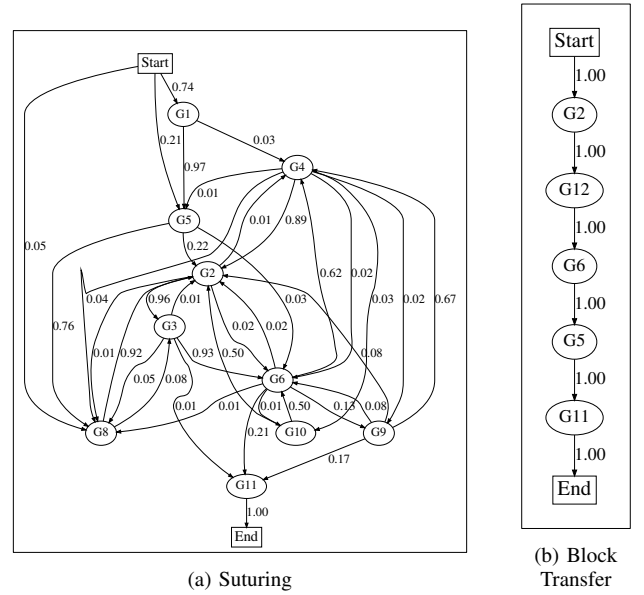 Start
0.74
G1
0.03
0.21
0.97
G4
0.01
G5
0.05
0.22
0.01
0.89
G2
0.62
0.02
0.04
0.96
0.01
0.03
0.03
0.02
0.67
G3
0.76
0.02
0.02
0.01
0.92
0.93
0.50
0.08
0.05
0.08
G6
0.01
0.01
0.01
0.50
0.13
0.08
G8
0.21
G10
G9
0.17
G11
1.00
End
(a) Suturing
Start
1.00
G2
1.00
G12
1.00
G6
1.00
G5
1.00
G11
1.00
End
(b) Block
Transfer